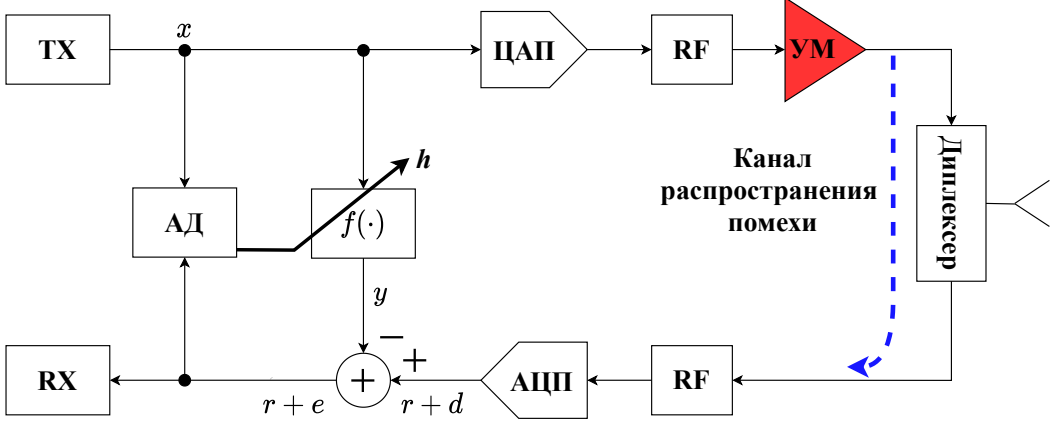 TX
x
ЦАП
RF
УМ
h
Канал
распространения
помехи
Диплексер
АД
f(·)
y
−
+
RX
+
АЦП
RF
r + e
r + d